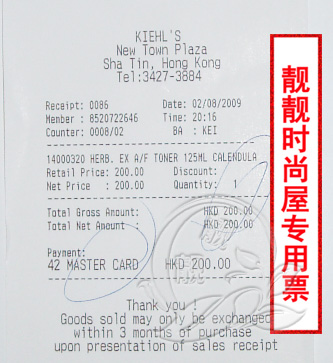 KIEHL'S
New Town Plaza
Sha Tin, Hong Kong
Tel:3427-3884
Receipt: 0086 Date: 02/08/2009
Member : 8520722646 Time: 20:16
Counter: 0008/02 BA : KEI
14000320 HERB. EX A/F TONER 125ML CALENDULA
Retail Price: 200.00 Discount:
Net Price : 200.00 Quantity: 1
Total Gross Amount: HKD 200.00
Total Net Amount : HKD 200.00
Payment:
42 MASTER CARD HKD 200.00
Thank you !
Goods sold may only be exchanged
within 3 months of purchase
upon presentation of sales receipt
靓靓时尚屋专用票